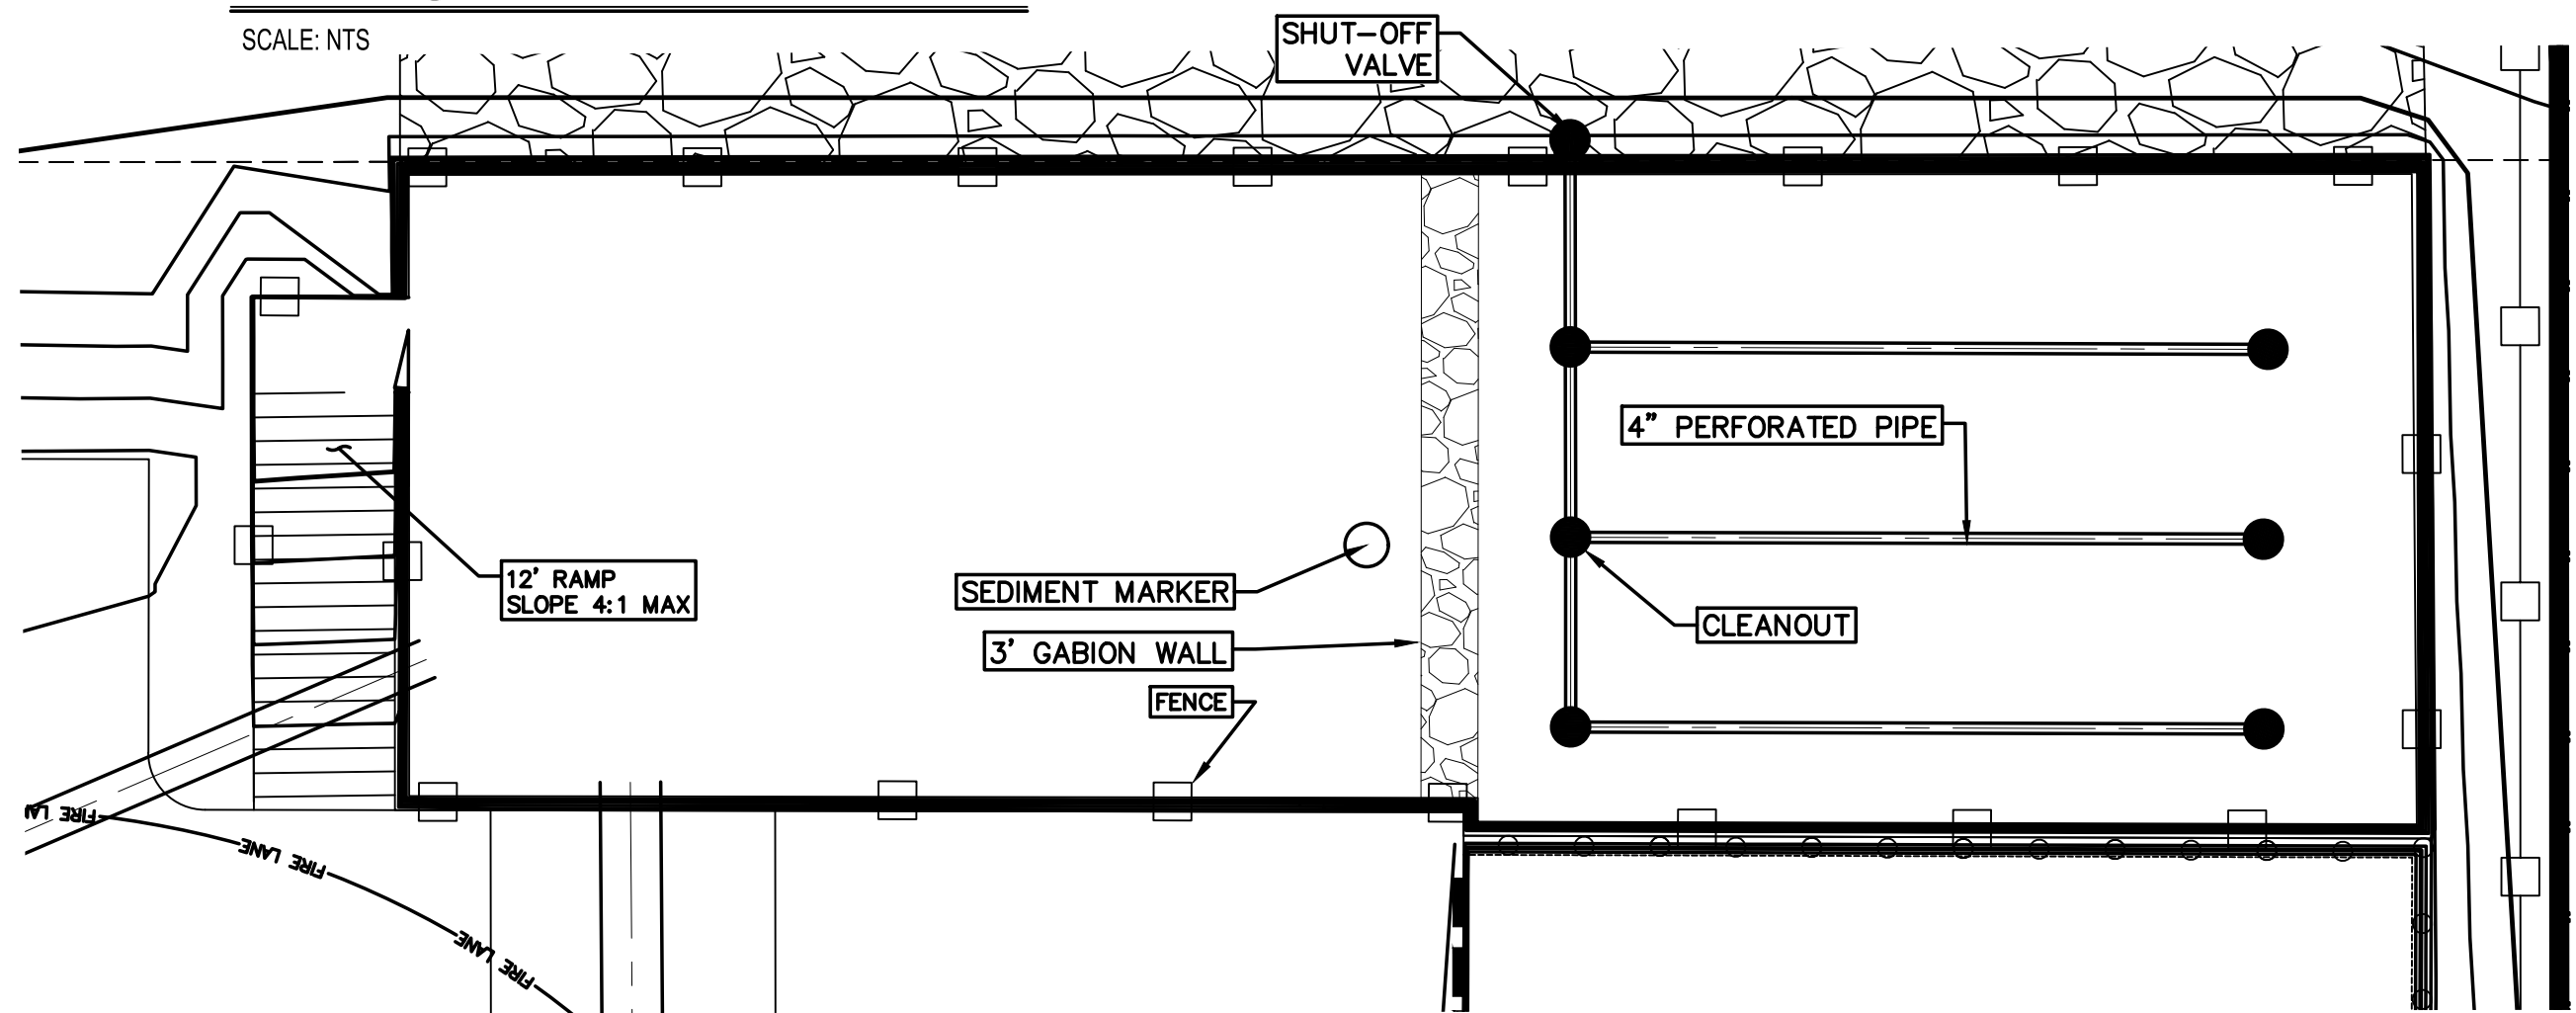 SCALE: NTS
SHUT-OFF
VALVE
4" PERFORATED PIPE
12' RAMP
SLOPE 4:1 MAX
SEDIMENT MARKER
CLEANOUT
3' GABION WALL
FENCE
FIRE
FIRE LANE
FIRE LANE